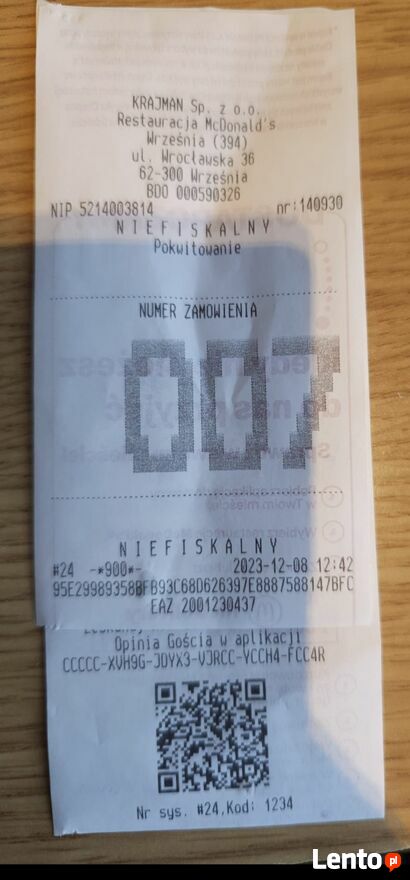 KRAJMAN Sp. z o.o.
Restauracja McDonald's
Września (394)
ul. Wrocławska 36
62-300 Września
BDO 000590326
NIP 5214003814 nr:140930
NIEFISKALNY
Pokwitowanie
NUMER ZAMÓWIENIA
007
NIEFISKALNY
#24 -*900*- 2023-12-08 12:42
95E29989358BFB93C68D626397E8887588147BFC
EAZ 2001230437
Opinia Gościa w aplikacji
CCCCC-XVH9G-JDYX3-VJRCC-YCCH4-FCC4R
Nr sys. #24,Kod: 1234
Lento.pl